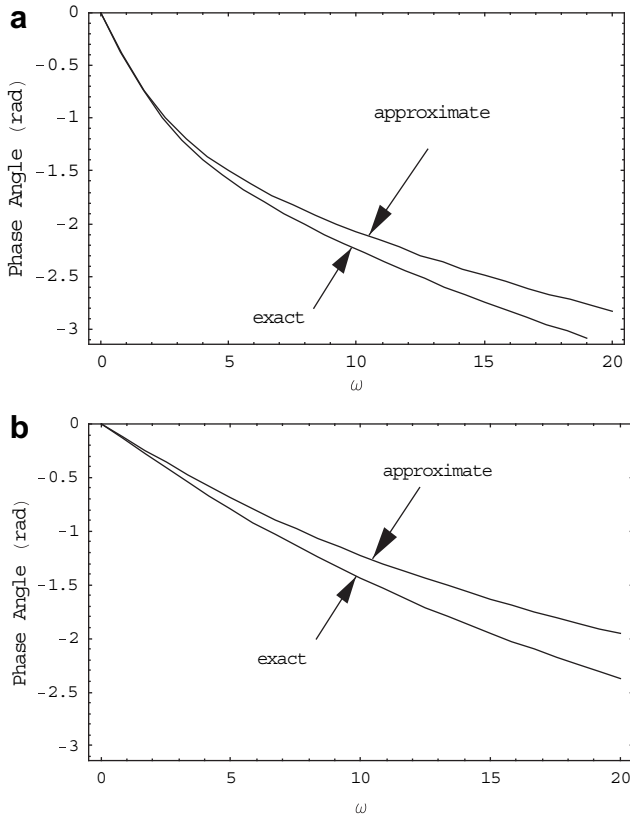 a
0
-0.5
-1
-1.5
-2
-2.5
-3
Phase Angle (rad)
approximate
exact
0 5 10 15 20
ω
b
0
-0.5
-1
-1.5
-2
-2.5
-3
Phase Angle (rad)
approximate
exact
0 5 10 15 20
ω